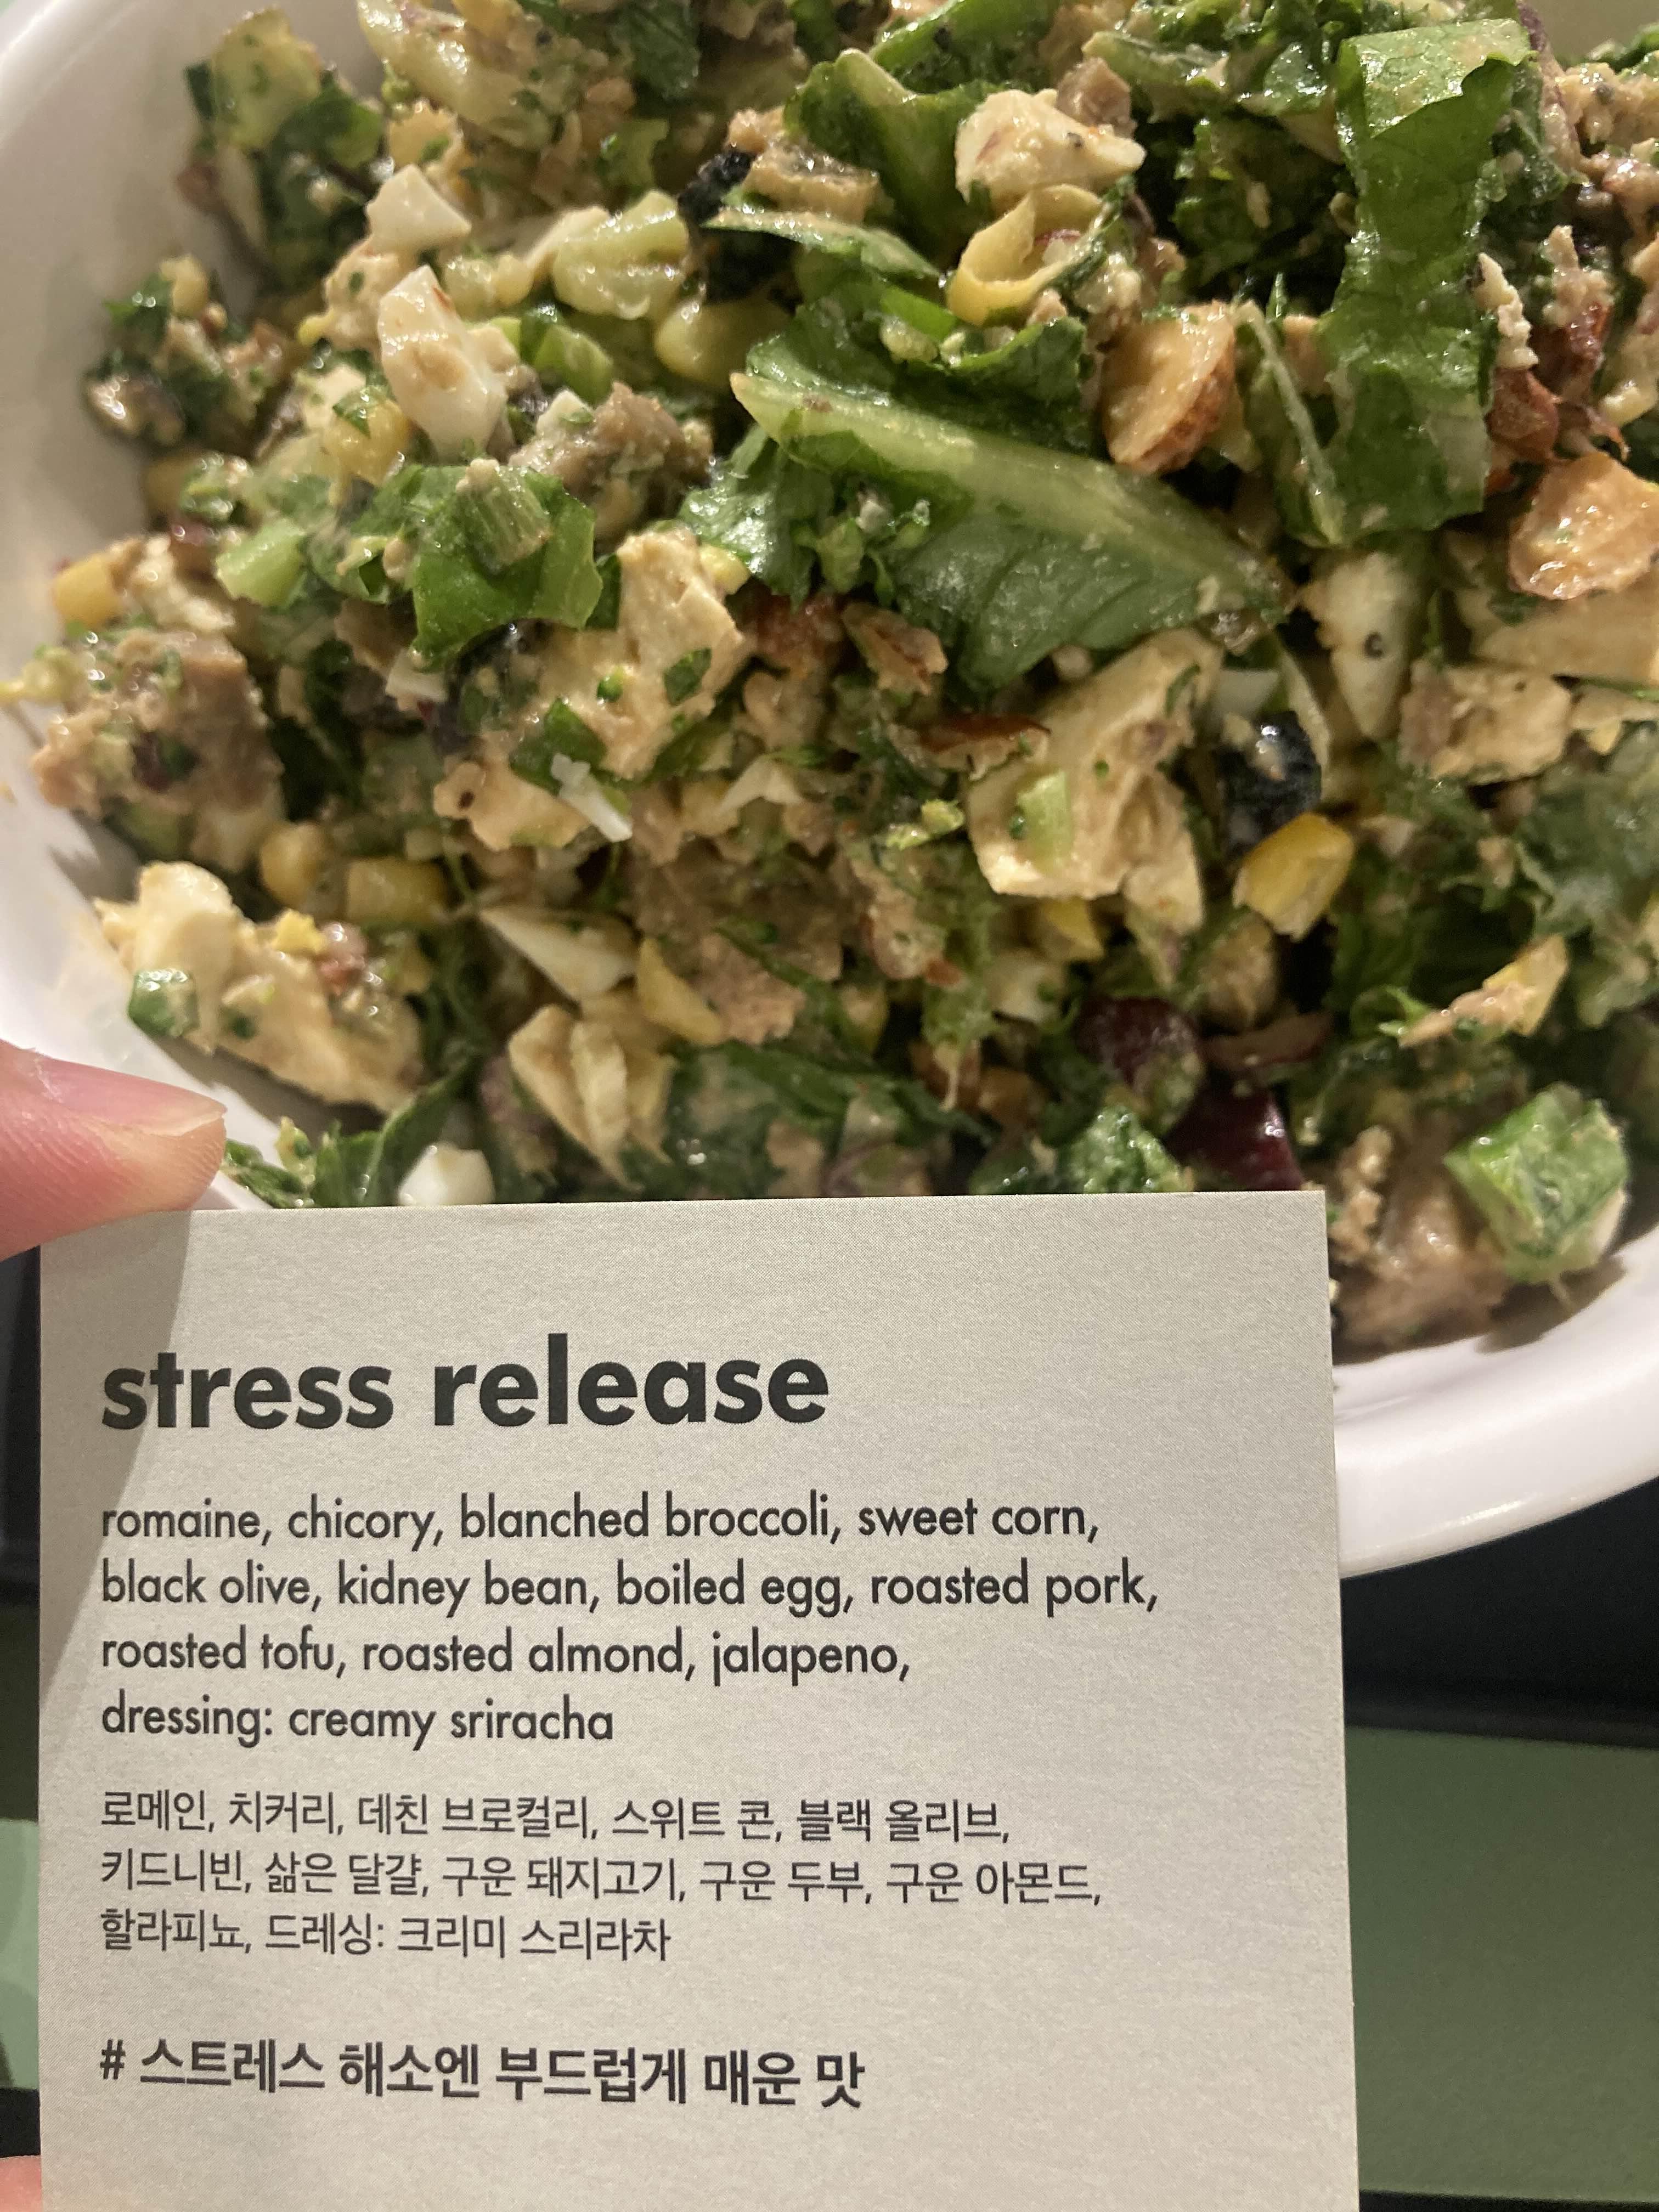 stress release
romaine, chicory, blanched broccoli, sweet corn,
black olive, kidney bean, boiled egg, roasted pork,
roasted tofu, roasted almond, jalapeno,
dressing: creamy sriracha
로메인, 치커리, 데친 브로컬리, 스위트 콘, 블랙 올리브,
키드니빈, 삶은 달걀, 구운 돼지고기, 구운 두부, 구운 아몬드,
할라피뇨, 드레싱: 크리미 스리라차
# 스트레스 해소엔 부드럽게 매운 맛